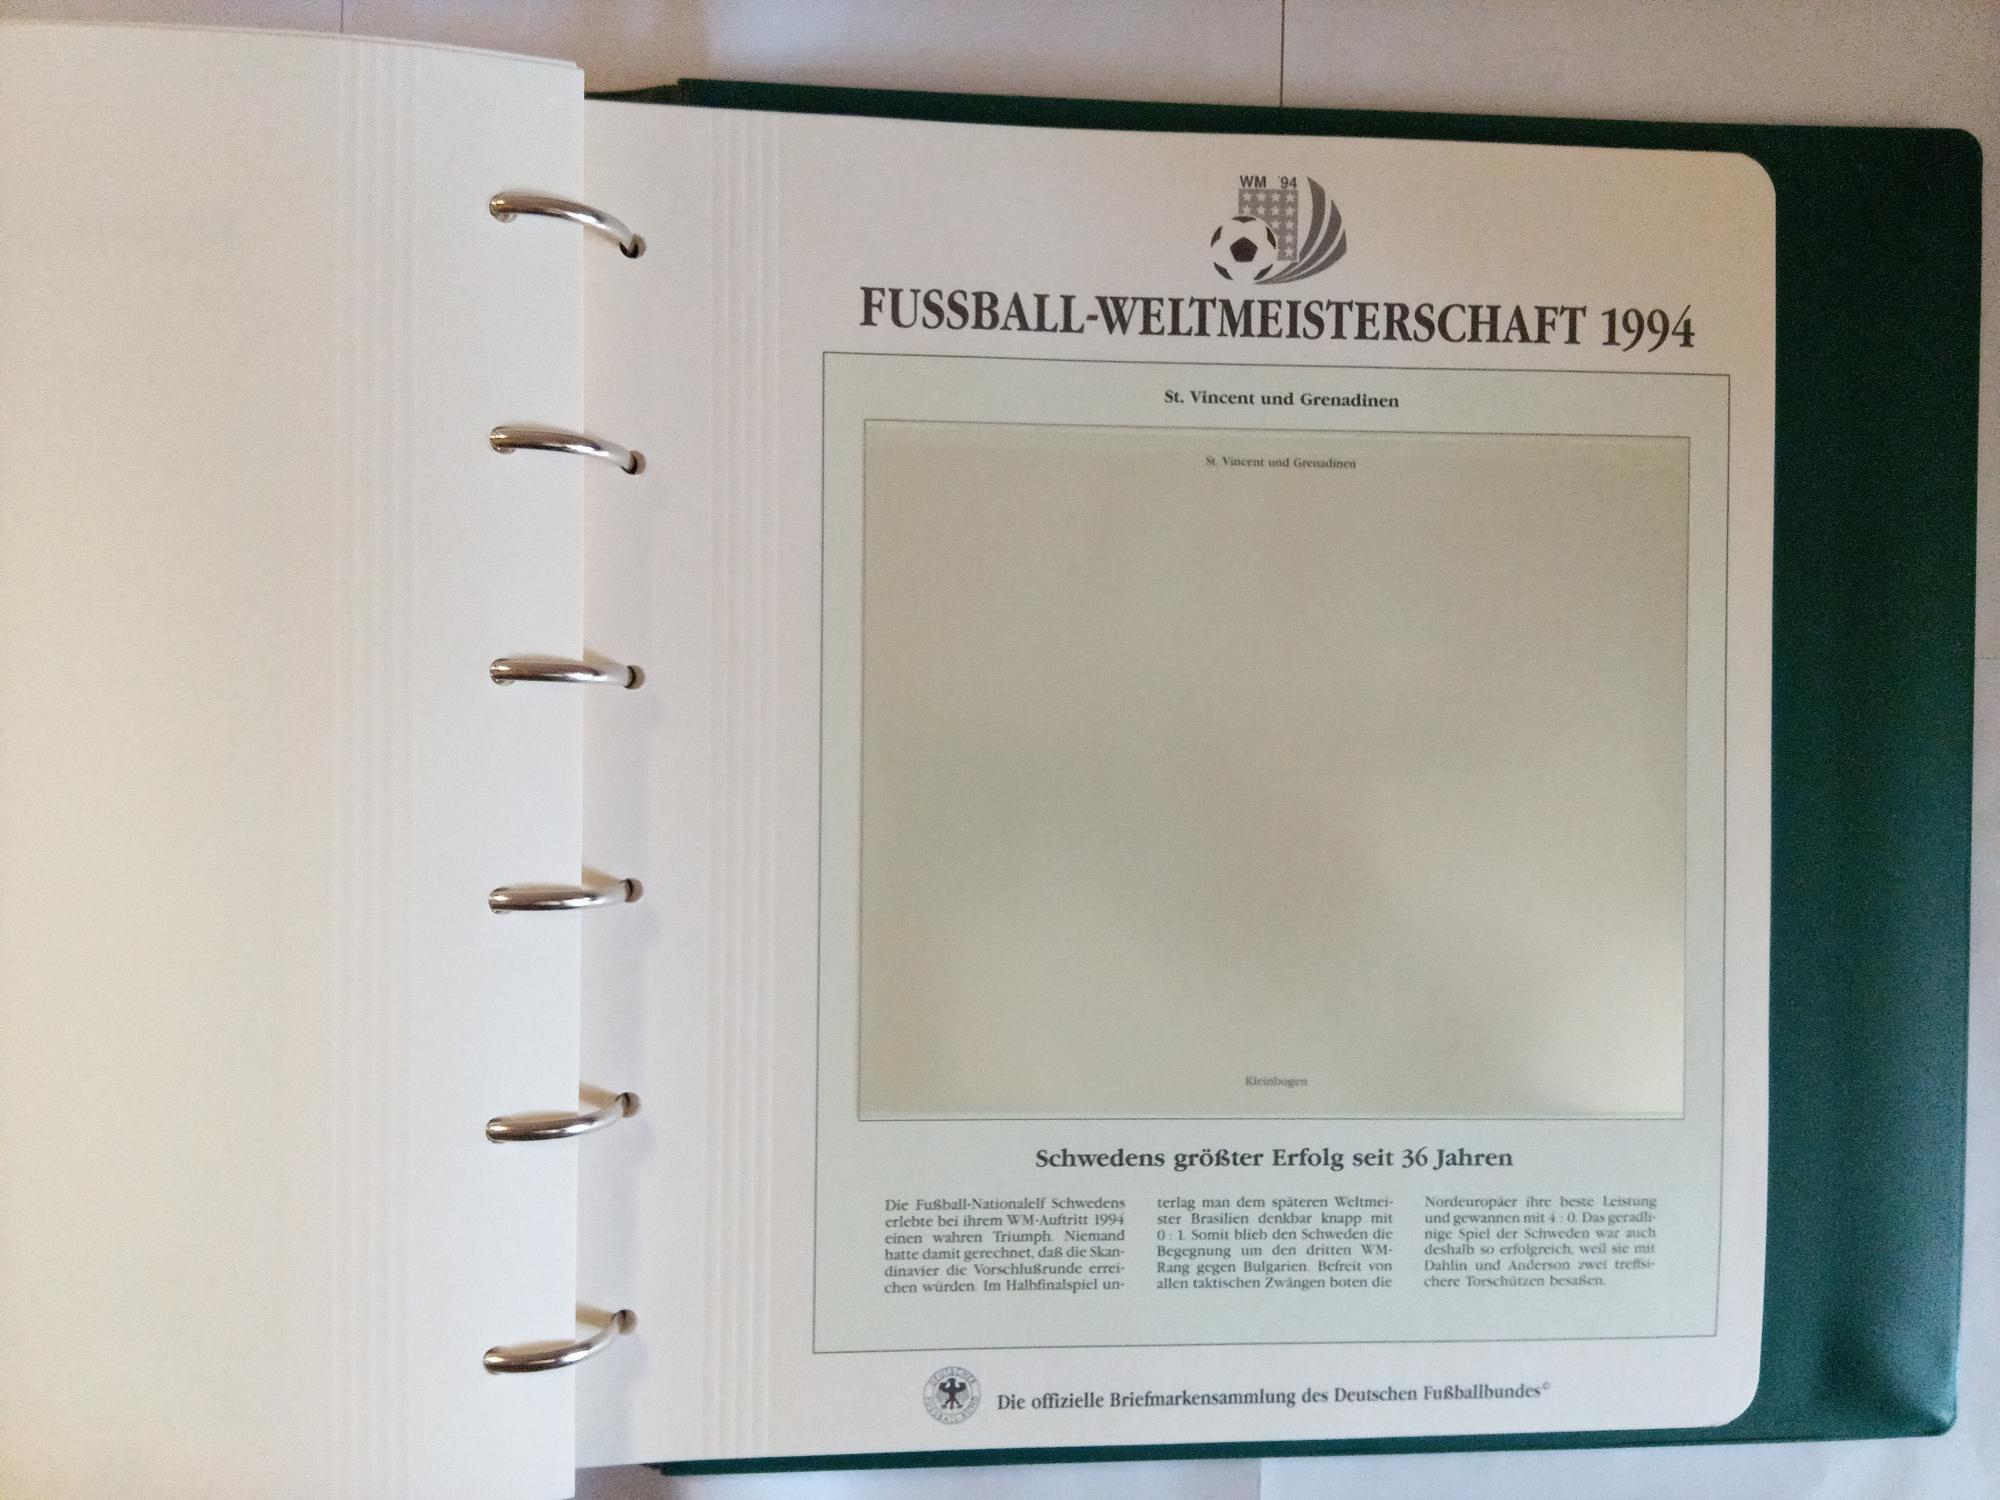 WM '94
FUSSBALL-WELTMEISTERSCHAFT 1994
St. Vincent und Grenadinen
St. Vincent und Grenadinen
Kleinbogen
Schwedens größter Erfolg seit 36 Jahren
Die Fußball-Nationalelf Schwedens
erlebte bei ihrem WM-Auftritt 1994
einen wahren Triumph. Niemand
hatte damit gerechnet, daß die Skan-
dinavier die Vorschlußrunde errei-
chen würden. Im Halbfinalspiel un-
terlag man dem späteren Weltmei-
ster Brasilien denkbar knapp mit
0 : 1. Somit blieb den Schweden die
Begegnung um den dritten WM-
Rang gegen Bulgarien. Befreit von
allen taktischen Zwängen boten die
Nordeuropäer ihre beste Leistung
und gewannen mit 4 : 0. Das geradli-
nige Spiel der Schweden war auch
deshalb so erfolgreich, weil sie mit
Dahlin und Anderson zwei treffsi-
chere Torschützen besaßen.
DEUTSCHER FUSSBALL-BUND
Die offizielle Briefmarkensammlung des Deutschen Fußballbundes©